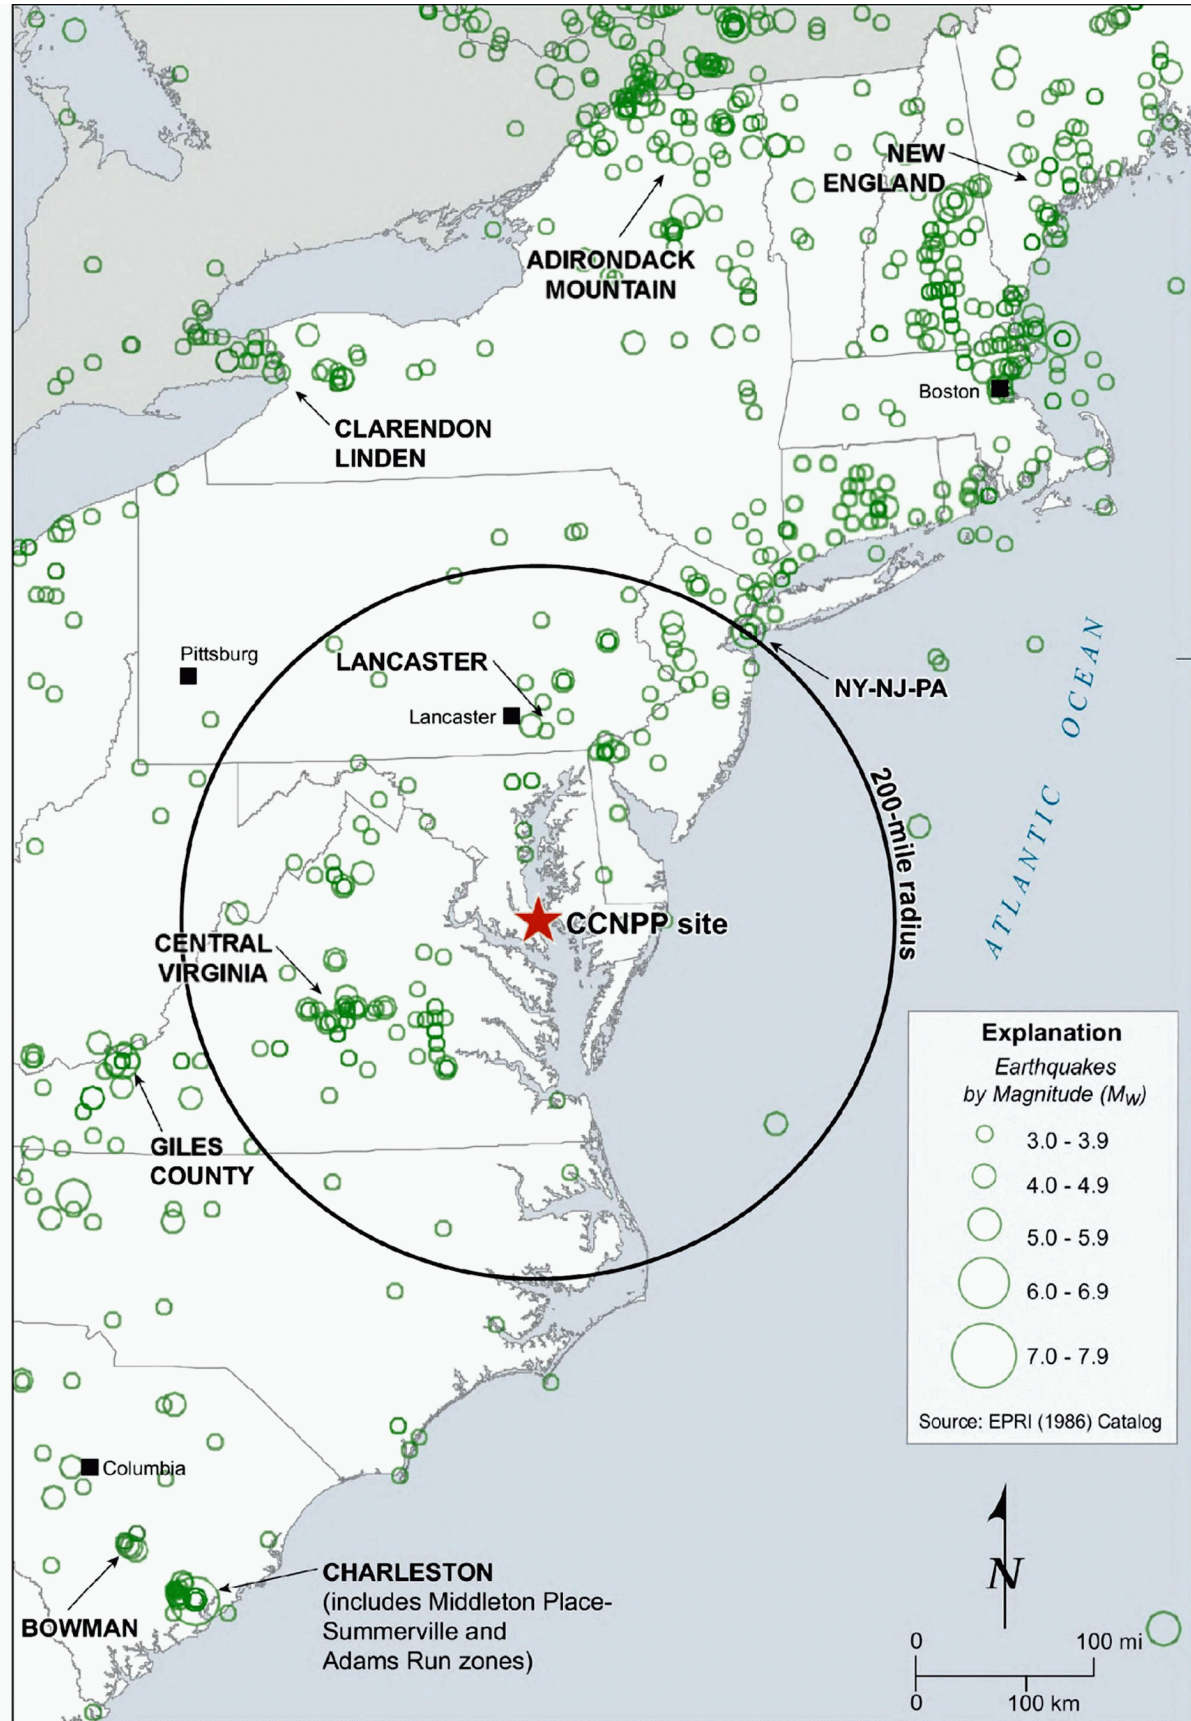 NEW
ENGLAND
ADIRONDACK
MOUNTAIN
Boston
CLARENDON
LINDEN
Pittsburg
LANCASTER
Lancaster
NY-NJ-PA
ATLANTIC OCEAN
200-mile radius
CCNPP site
CENTRAL
VIRGINIA
GILES
COUNTY
Explanation
Earthquakes
by Magnitude (Mw)
3.0 - 3.9
4.0 - 4.9
5.0 - 5.9
6.0 - 6.9
7.0 - 7.9
Source: EPRI (1986) Catalog
Columbia
BOWMAN
CHARLESTON
(includes Middleton Place-
Summerville and
Adams Run zones)
N
0 100 mi
0 100 km